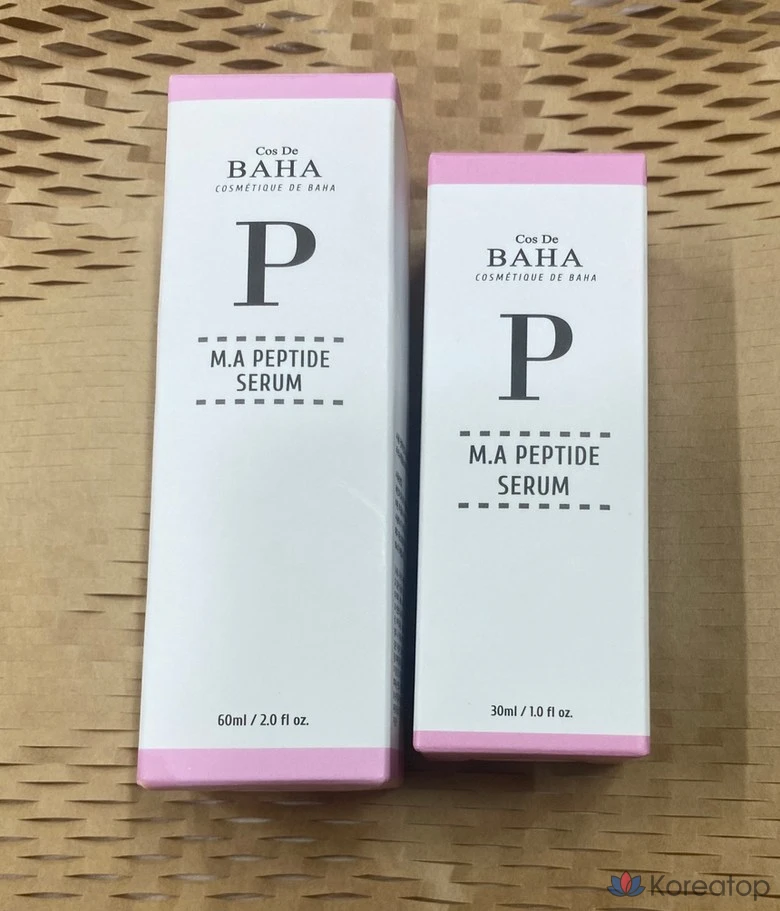 Cos De
BAHA
COSMÉTIQUE DE BAHA
P
M.A PEPTIDE
SERUM
60ml / 2.0 fl oz.
Cos De
BAHA
COSMÉTIQUE DE BAHA
P
M.A PEPTIDE
SERUM
30ml / 1.0 fl oz.
Koreatop